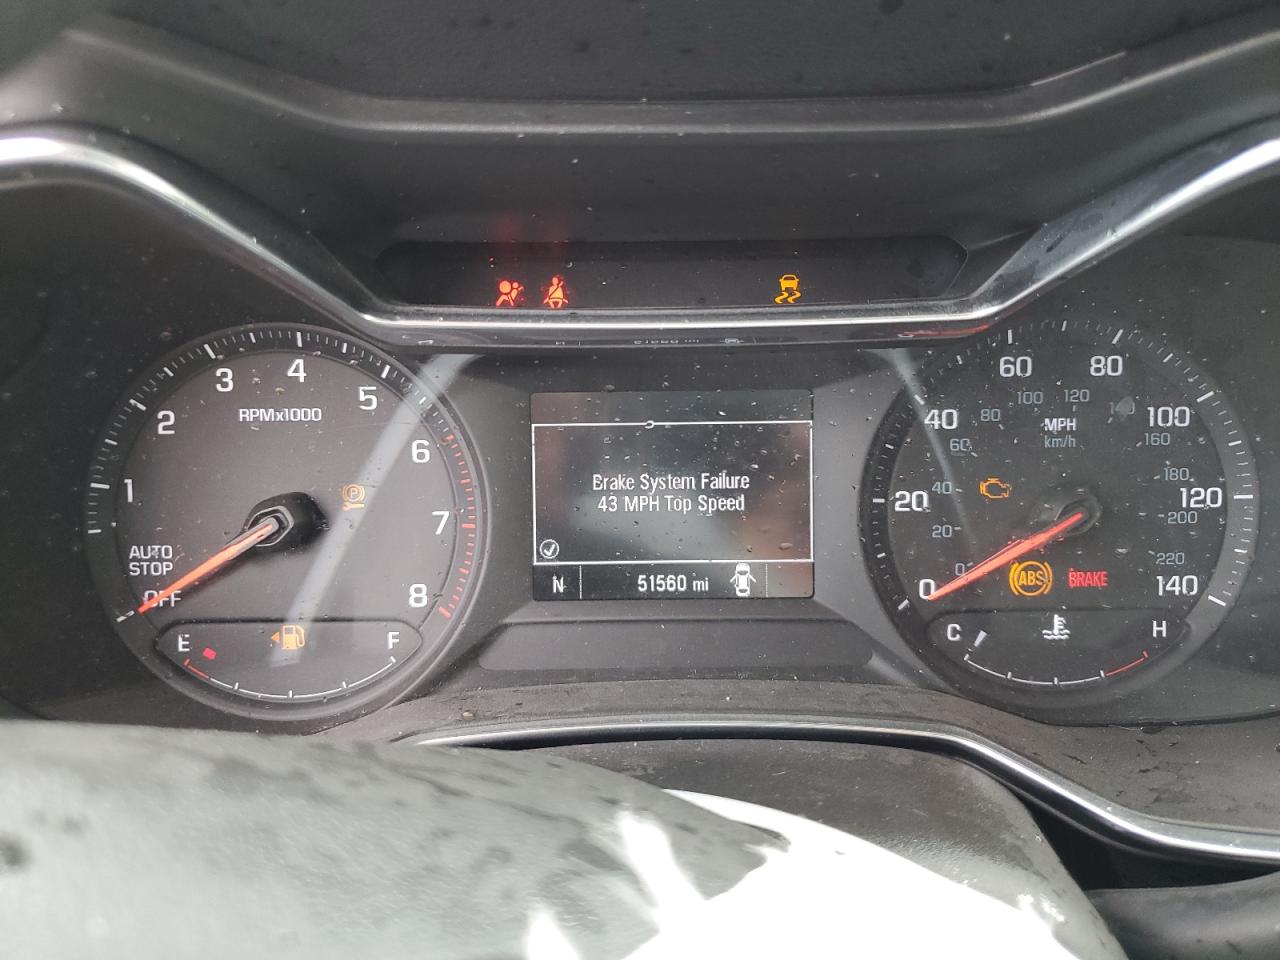 3 4 5
RPMx1000
2 6
1 7
AUTO
STOP
OFF 8
P
E F
Brake System Failure
43 MPH Top Speed
N 51560 mi
60 80
100 120
40 80 MPH 140 100
60 km/h 160
40 180
20 120
20 200
0 220
0 ABS BRAKE 140
C H